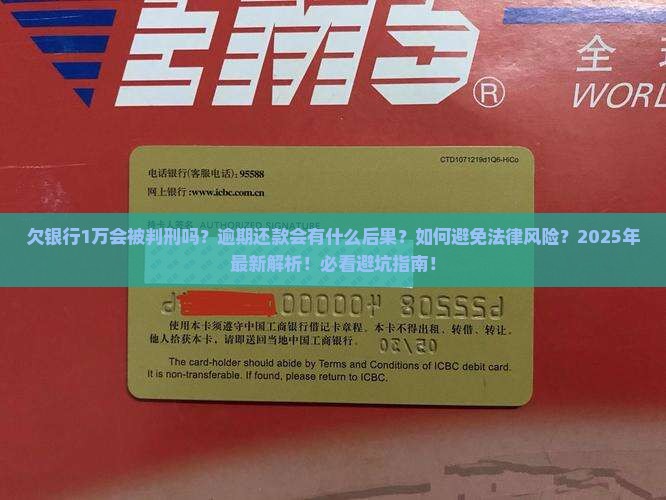 EMS®
全
WORL
CTD1071219d1Q6-HiCo
电话银行(客服电话):95588
网上银行:www.icbc.com.cn
AUTHORIZED SIGNATURE
欠银行1万会被判刑吗?逾期还款会有什么后果?如何避免法律风险?2025年
最新解析!必看避坑指南!
使用本卡须遵守中国工商银行借记卡章程。本卡不得出租、转借、转让。
他人拾获本卡,请即送回当地中国工商银行。
The card-holder should abide by Terms and Conditions of ICBC debit card.
It is non-transferable. If found, please return to ICBC.